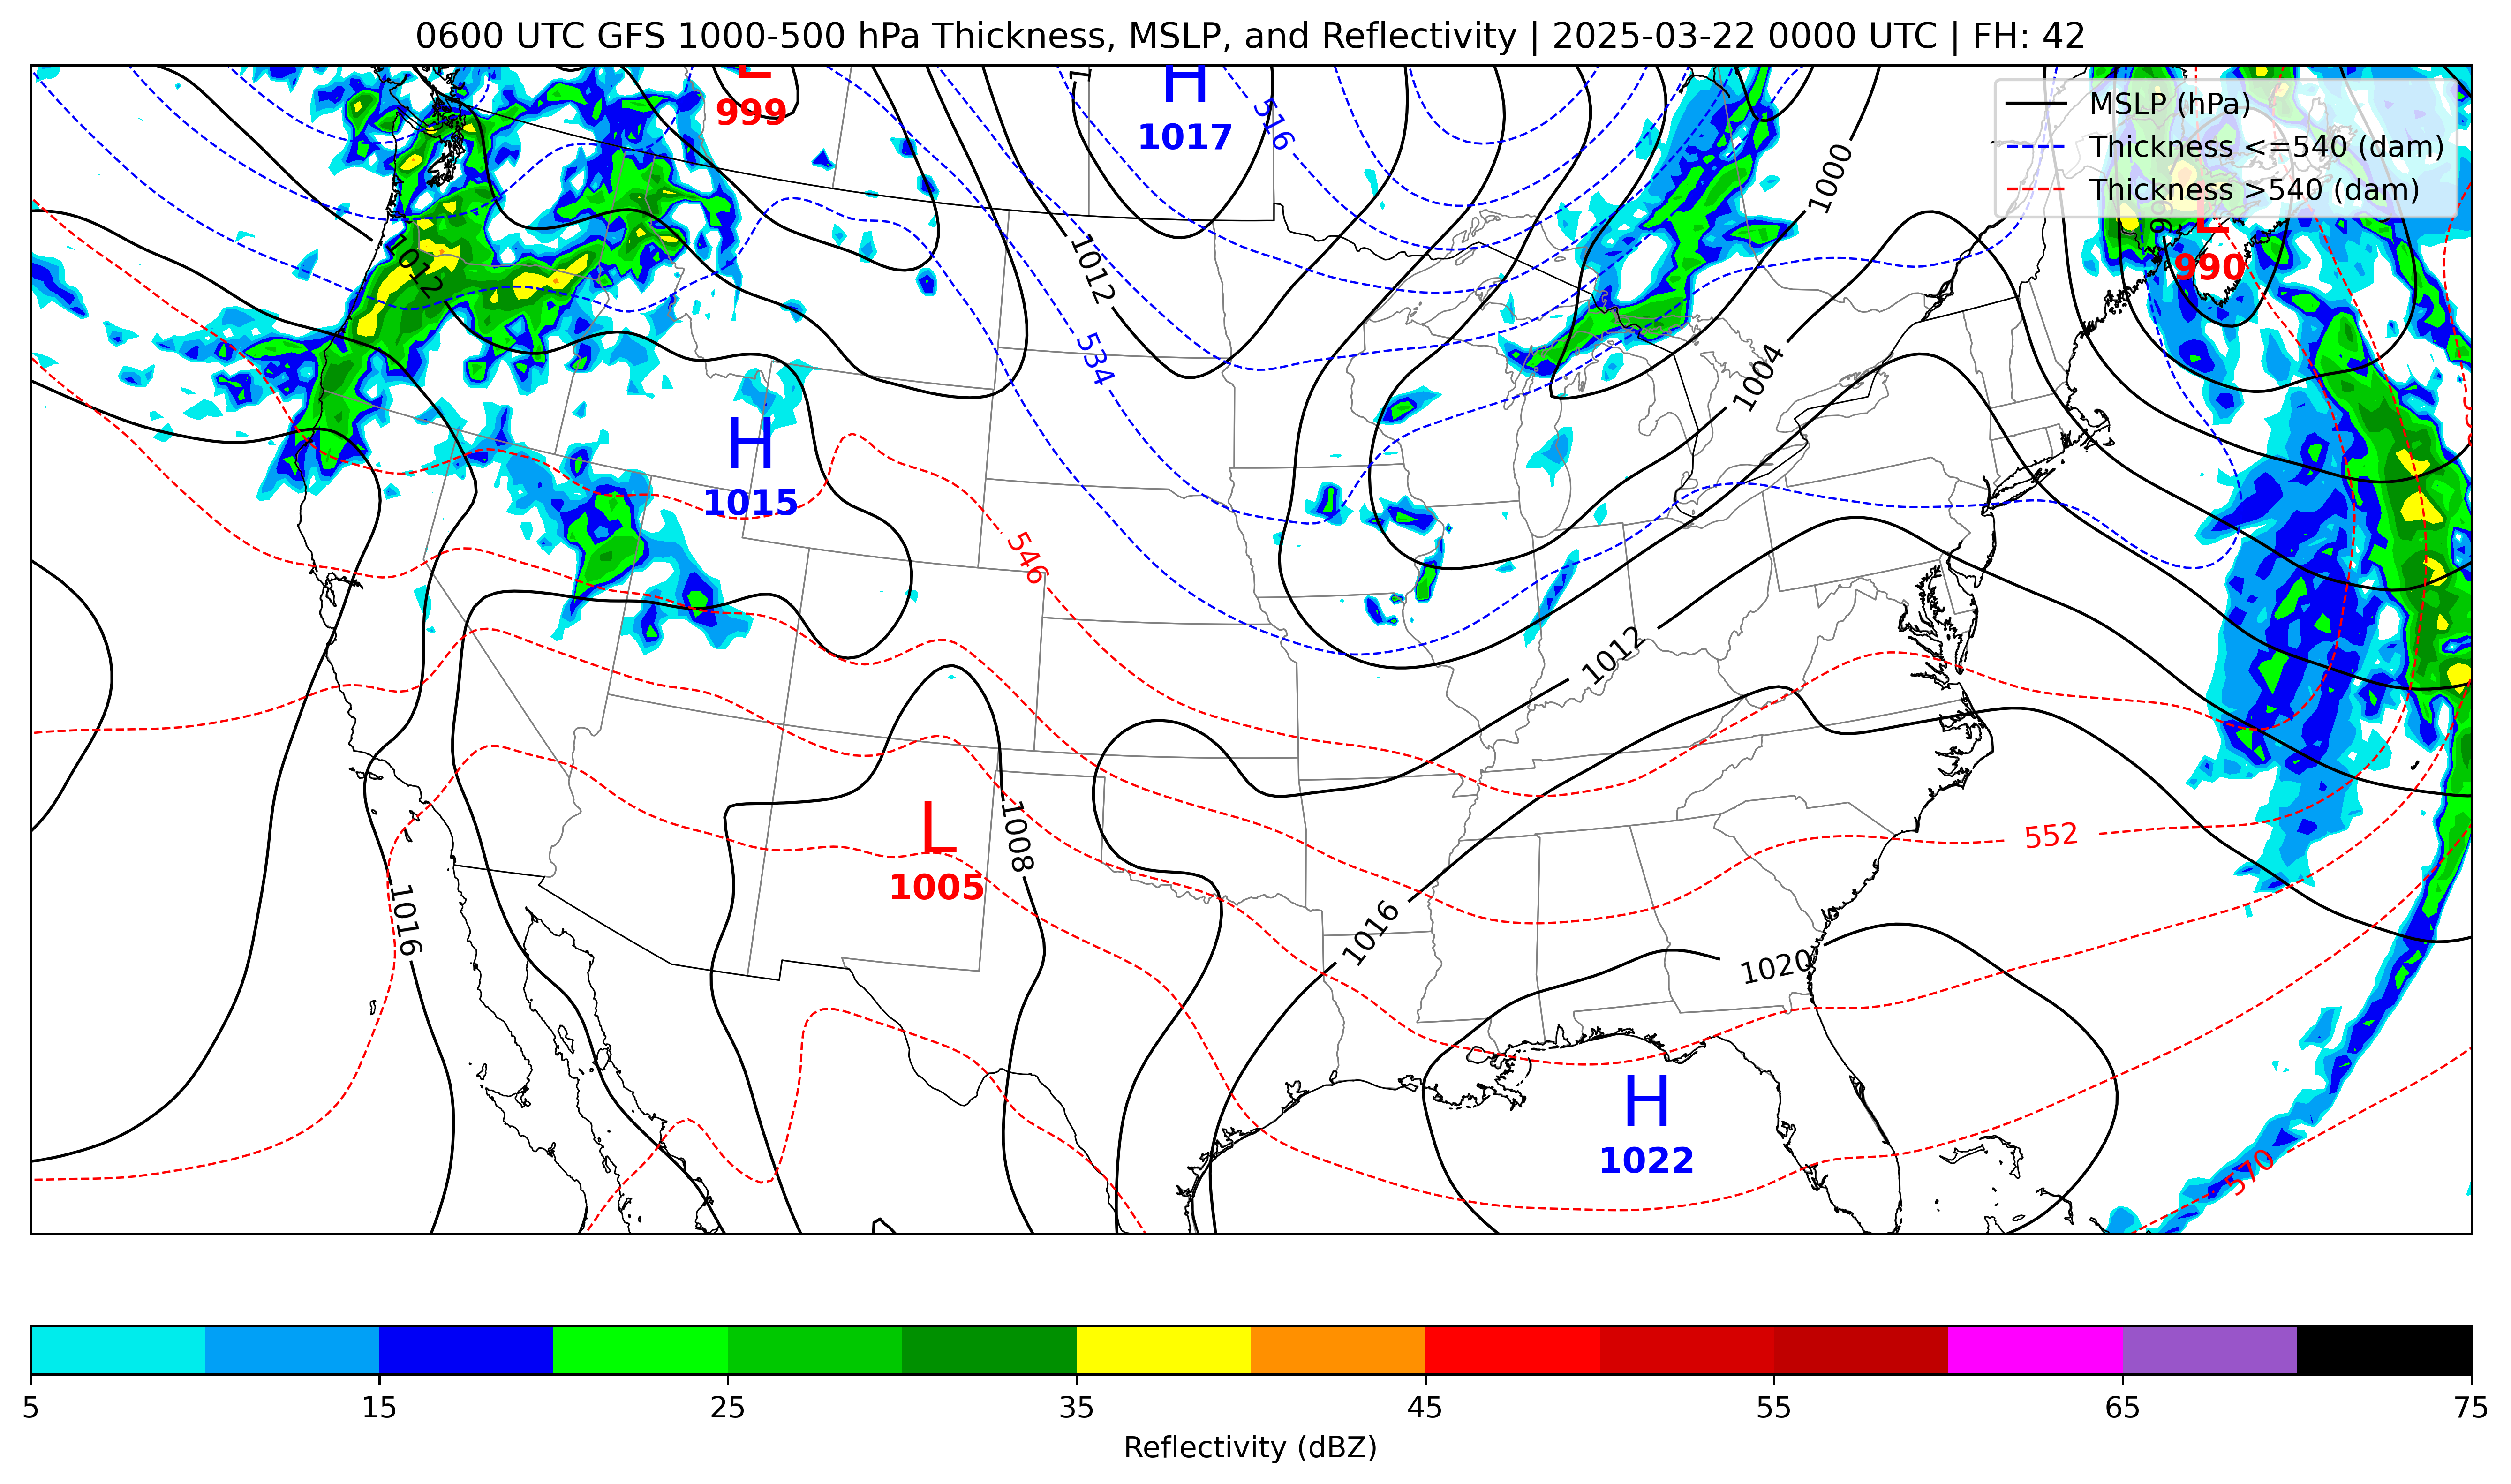 0600 UTC GFS 1000-500 hPa Thickness, MSLP, and Reflectivity | 2025-03-22 0000 UTC | FH: 42
L
999
H
1017
516
1000
MSLP (hPa)
Thickness <=540 (dam)
Thickness >540 (dam)
L
990
1012
1012
534
1004
H
1015
546
1012
L
1005
1008
552
1016
1016
1020
H
1022
570
5 15 25 35 45 55 65 75
Reflectivity (dBZ)